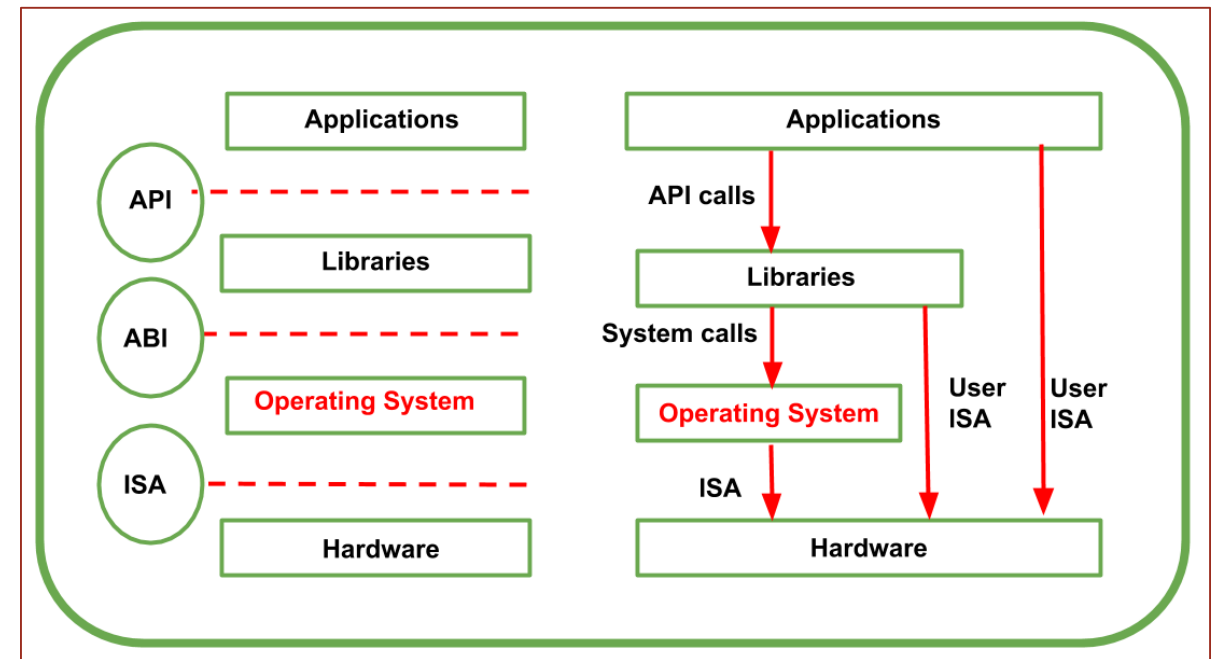 Applications
API
Libraries
ABI
Operating System
ISA
Hardware
Applications
API calls
Libraries
System calls
Operating System
User
ISA
User
ISA
ISA
Hardware